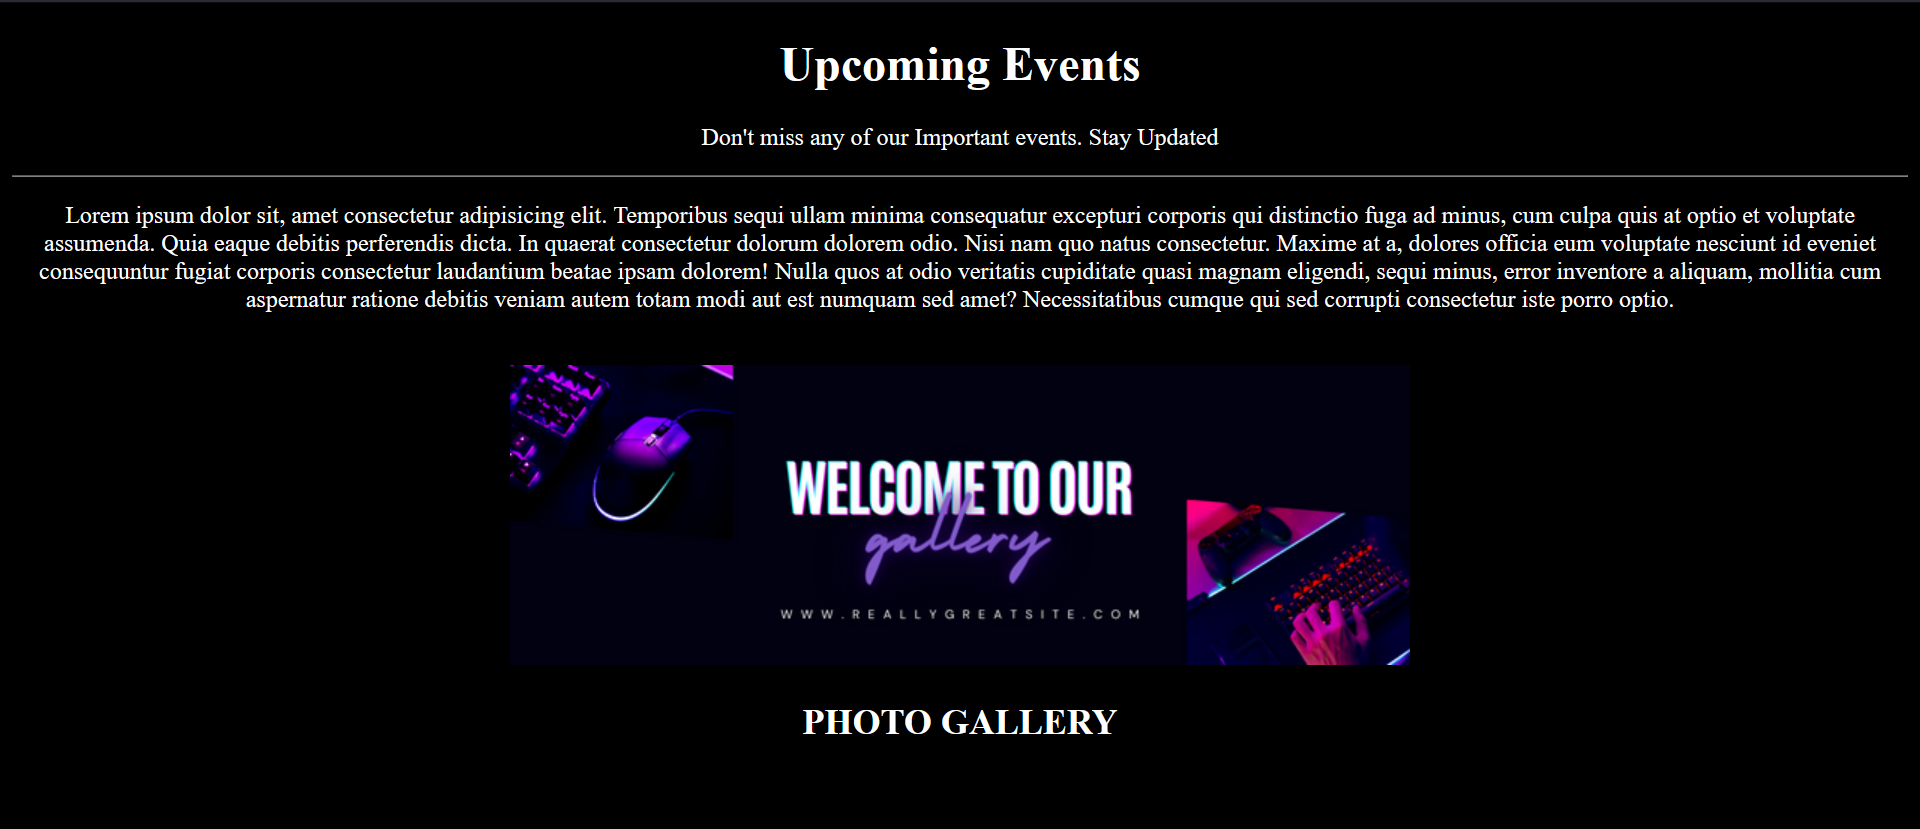 Upcoming Events
Don't miss any of our Important events. Stay Updated
Lorem ipsum dolor sit, amet consectetur adipisicing elit. Temporibus sequi ullam minima consequatur excepturi corporis qui distinctio fuga ad minus, cum culpa quis at optio et voluptate
assumenda. Quia eaque debitis perferendis dicta. In quaerat consectetur dolorum dolorem odio. Nisi nam quo natus consectetur. Maxime at a, dolores officia eum voluptate nesciunt id eveniet
consequuntur fugiat corporis consectetur laudantium beatae ipsam dolorem! Nulla quos at odio veritatis cupiditate quasi magnam eligendi, sequi minus, error inventore a aliquam, mollitia cum
aspernatur ratione debitis veniam autem totam modi aut est numquam sed amet? Necessitatibus cumque qui sed corrupti consectetur iste porro optio.
WELCOME TO OUR
gallery
WWW.REALLYGREATSITE.COM
PHOTO GALLERY